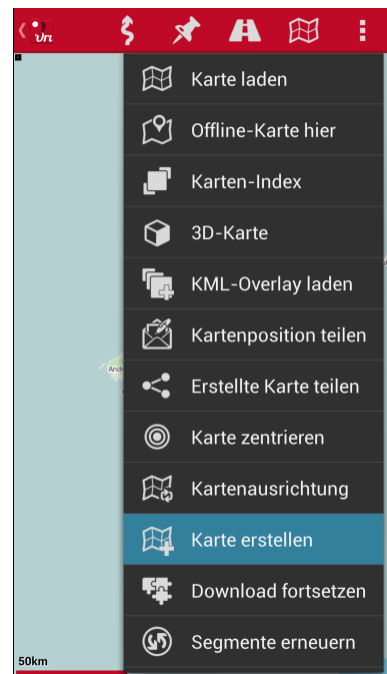 Karte laden
Offline-Karte hier
Karten-Index
3D-Karte
KML-Overlay laden
Kartenposition teilen
Erstellte Karte teilen
Karte zentrieren
Kartenausrichtung
Karte erstellen
Download fortsetzen
Segmente erneuern
50km